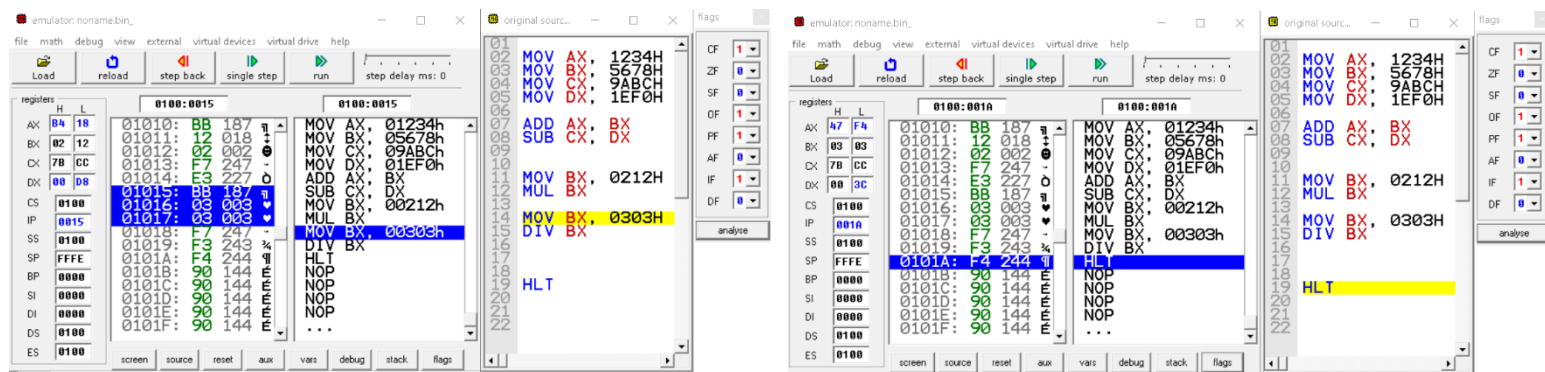 emulator: noname.bin_
file math debug view external virtual devices virtual drive help
Load reload step back single step run step delay ms: 0
registers
H L
0100:0015 0100:0015
AX B4 18
BX 02 12
CX 7B CC
DX 00 D8
CS 0100
IP 0015
SS 0100
SP FFFE
BP 0000
SI 0000
DI 0000
DS 0100
ES 0100
01010: BB 187 ╗
01011: 12 018 ↕
01012: 02 002 ☻
01013: F7 247
01014: E3 227 Ò
01015: BB 187 ╗
01016: 03 003 ♥
01017: 03 003 ♥
01018: F7 247
01019: F3 243 ¾
0101A: F4 244 ¶
0101B: 90 144 É
0101C: 90 144 É
0101D: 90 144 É
0101E: 90 144 É
0101F: 90 144 É
MOV AX, 01234h
MOV BX, 05678h
MOV CX, 09ABCh
MOV DX, 01EF0h
ADD AX, BX
SUB CX, DX
MOV BX, 00212h
MUL BX
MOV BX, 00303h
DIV BX
HLT
NOP
NOP
NOP
NOP
...
screen source reset aux vars debug stack flags
original sourc...
01
02 MOV AX, 1234H
03 MOV BX, 5678H
04 MOV CX, 9ABCH
05 MOV DX, 1EF0H
06
07 ADD AX, BX
08 SUB CX, DX
09
10
11 MOV BX, 0212H
12 MUL BX
13
14 MOV BX, 0303H
15 DIV BX
16
17
18
19 HLT
20
21
22
flags
CF 1
ZF 0
SF 0
OF 1
PF 1
AF 0
IF 1
DF 0
analyse
emulator: noname.bin_
file math debug view external virtual devices virtual drive help
Load reload step back single step run step delay ms: 0
registers
H L
0100:001A 0100:001A
AX 47 F4
BX 03 03
CX 7B CC
DX 00 3C
CS 0100
IP 001A
SS 0100
SP FFFE
BP 0000
SI 0000
DI 0000
DS 0100
ES 0100
01010: BB 187 ╗
01011: 12 018 ↕
01012: 02 002 ☻
01013: F7 247
01014: E3 227 Ò
01015: BB 187 ╗
01016: 03 003 ♥
01017: 03 003 ♥
01018: F7 247
01019: F3 243 ¾
0101A: F4 244 ¶
0101B: 90 144 É
0101C: 90 144 É
0101D: 90 144 É
0101E: 90 144 É
0101F: 90 144 É
MOV AX, 01234h
MOV BX, 05678h
MOV CX, 09ABCh
MOV DX, 01EF0h
ADD AX, BX
SUB CX, DX
MOV BX, 00212h
MUL BX
MOV BX, 00303h
DIV BX
HLT
NOP
NOP
NOP
NOP
...
screen source reset aux vars debug stack flags
original sourc...
01
02 MOV AX, 1234H
03 MOV BX, 5678H
04 MOV CX, 9ABCH
05 MOV DX, 1EF0H
06
07 ADD AX, BX
08 SUB CX, DX
09
10
11 MOV BX, 0212H
12 MUL BX
13
14 MOV BX, 0303H
15 DIV BX
16
17
18
19 HLT
20
21
22
flags
CF 1
ZF 0
SF 0
OF 1
PF 1
AF 0
IF 1
DF 0
analyse